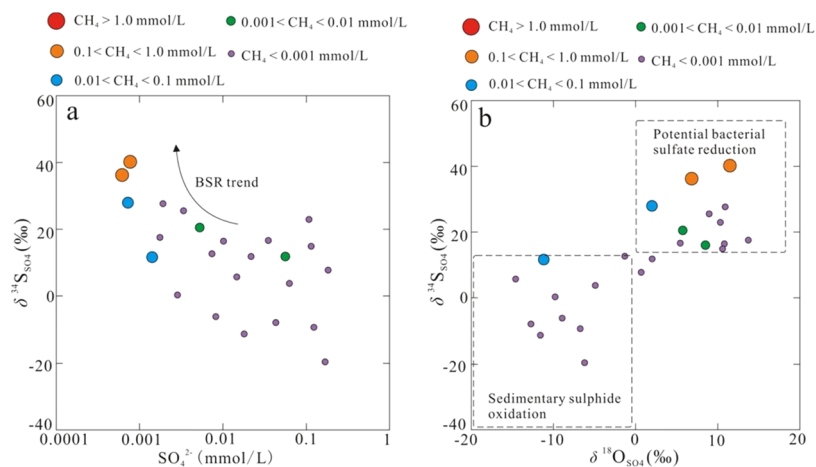 CH₄ > 1.0 mmol/L
0.001< CH₄ < 0.01 mmol/L
0.1< CH₄ < 1.0 mmol/L
CH₄ < 0.001 mmol/L
0.01< CH₄ < 0.1 mmol/L
a
60
40
20
0
-20
-40
BSR trend
δ ³⁴S_SO4 (‰)
0.0001
0.001
0.01
0.1
1
SO₄²⁻ (mmol/L)
CH₄ > 1.0 mmol/L
0.001< CH₄ < 0.01 mmol/L
0.1< CH₄ < 1.0 mmol/L
CH₄ < 0.001 mmol/L
0.01< CH₄ < 0.1 mmol/L
b
60
40
20
0
-20
-40
Potential bacterial
sulfate reduction
Sedimentary sulphide
oxidation
δ ³⁴S_SO4 (‰)
-20
-10
0
10
20
δ ¹⁸O_SO4 (‰)